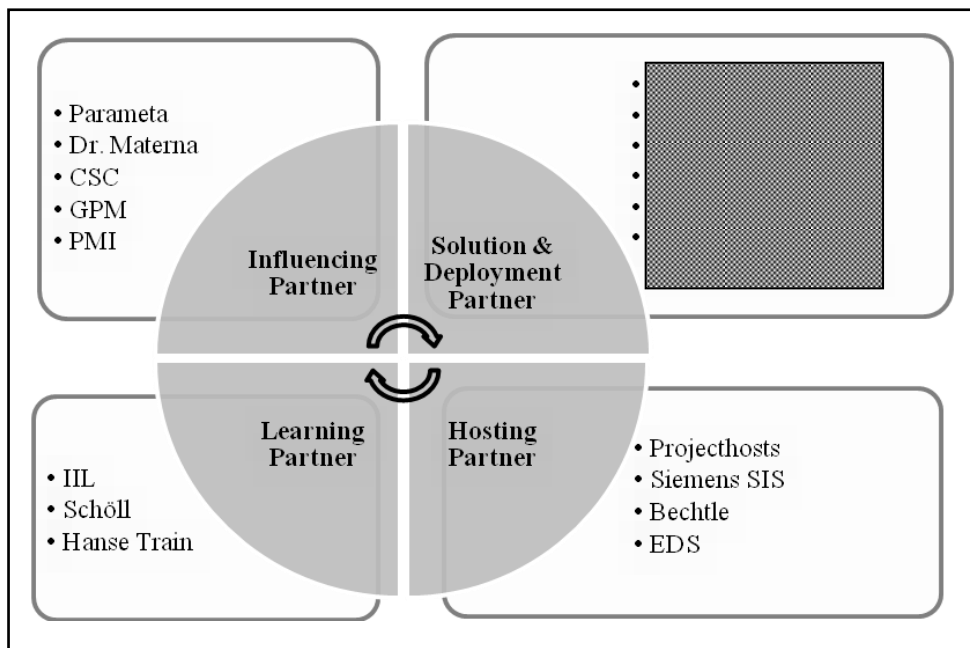 • Parameta
• Dr. Materna
• CSC
• GPM
• PMI
Influencing
Partner
Solution &
Deployment
Partner
Learning
Partner
Hosting
Partner
• IIL
• Schöll
• Hanse Train
• Projecthosts
• Siemens SIS
• Bechtle
• EDS